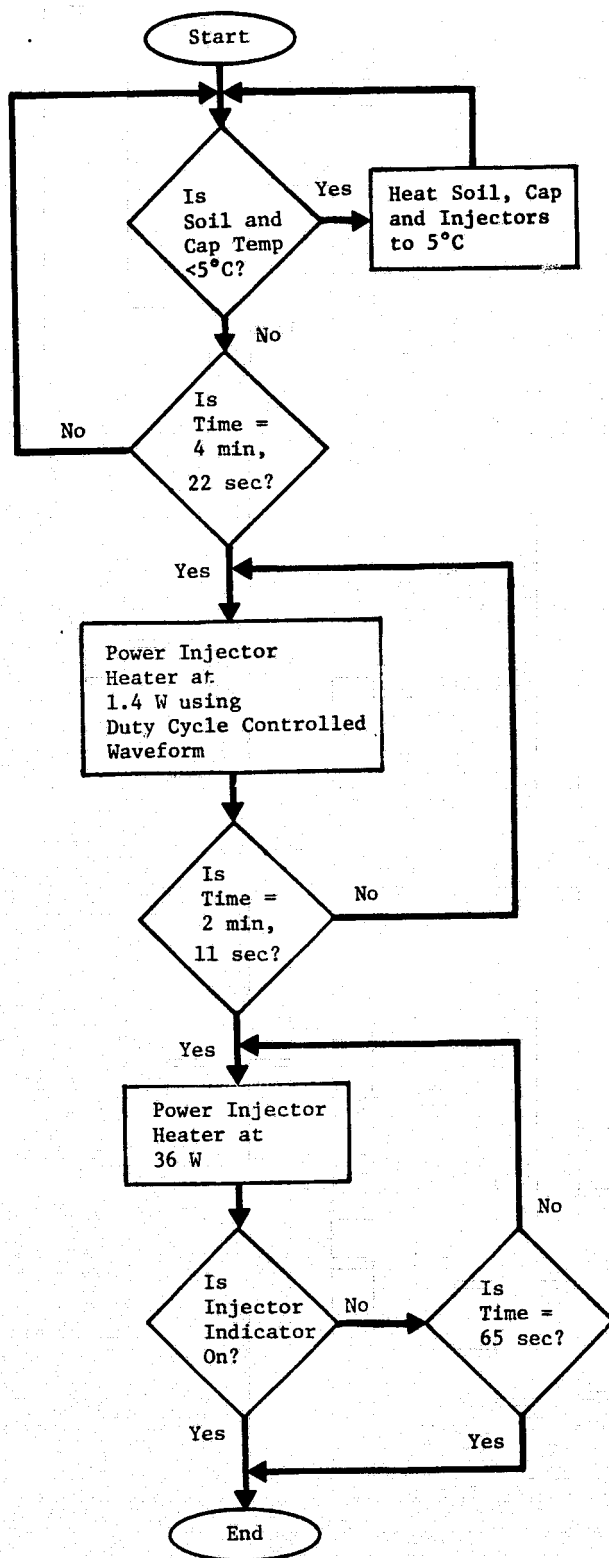 Start
Is
Soil and
Cap Temp
<5°C?
Yes
Heat Soil, Cap
and Injectors
to 5°C
No
Is
Time =
4 min,
22 sec?
No
Yes
Power Injector
Heater at
1.4 W using
Duty Cycle Controlled
Waveform
Is
Time =
2 min,
11 sec?
No
Yes
Power Injector
Heater at
36 W
Is
Injector
Indicator
On?
No
Is
Time =
65 sec?
No
Yes
Yes
End